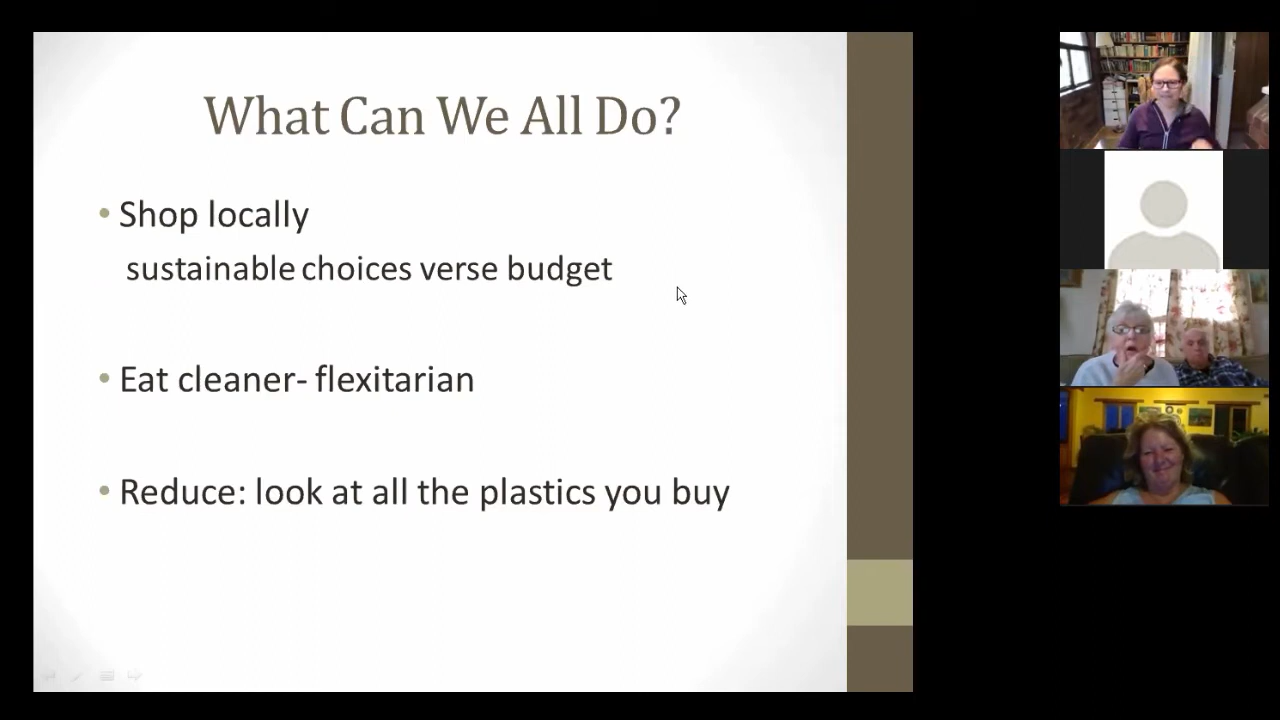 What Can We All Do?
• Shop locally
sustainable choices verse budget
• Eat cleaner- flexitarian
• Reduce: look at all the plastics you buy